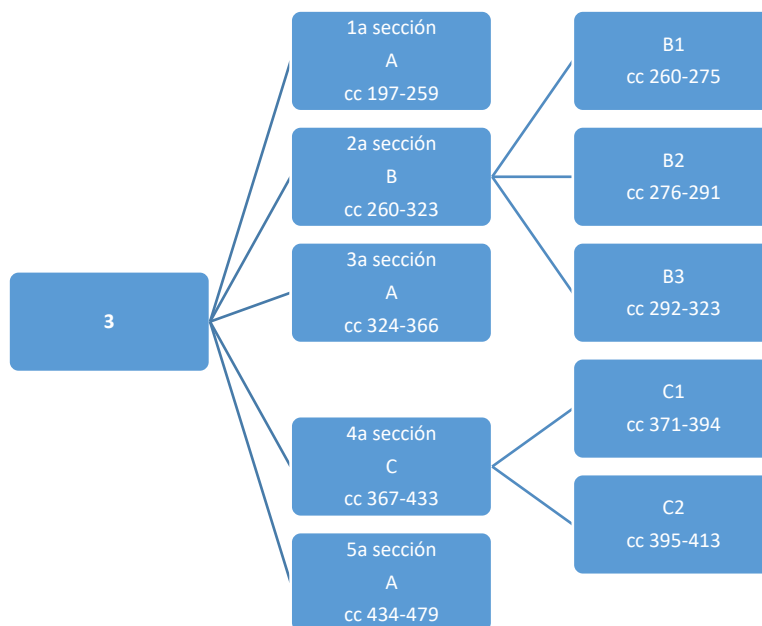 3
1a sección
A
cc 197-259
2a sección
B
cc 260-323
3a sección
A
cc 324-366
4a sección
C
cc 367-433
5a sección
A
cc 434-479
B1
cc 260-275
B2
cc 276-291
B3
cc 292-323
C1
cc 371-394
C2
cc 395-413